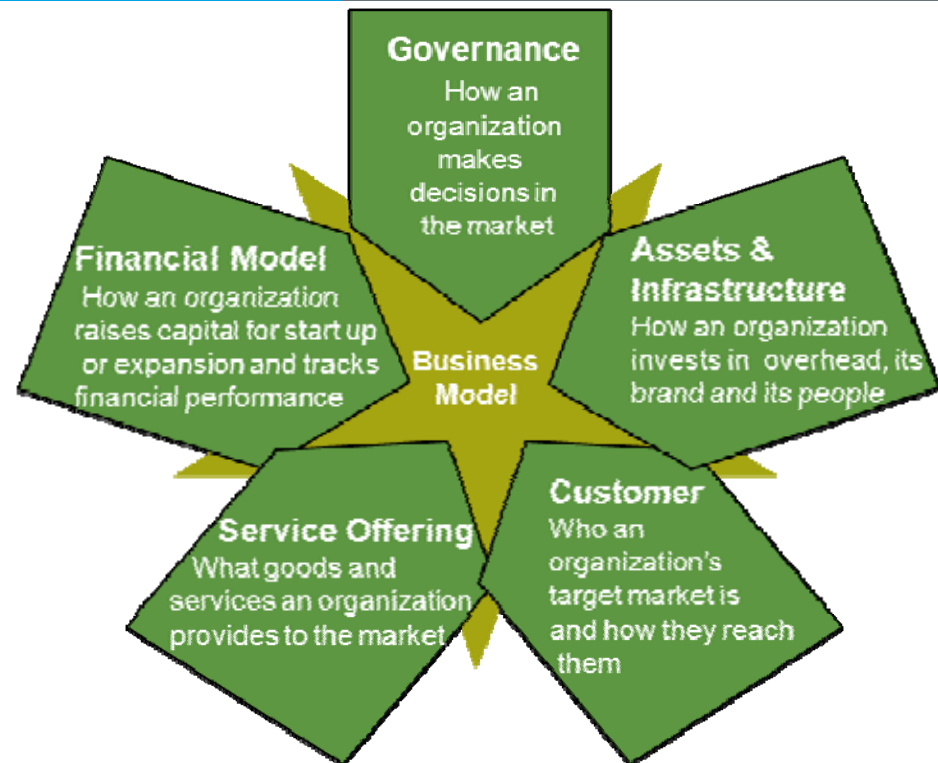 Governance
How an
organization
makes
decisions in
the market
Financial Model
How an organization
raises capital for start up
or expansion and tracks
financial performance
Business
Model
Assets &
Infrastructure
How an organization
invests in overhead, its
brand and its people
Service Offering
What goods and
services an organization
provides to the market
Customer
Who an
organization's
target market is
and how they reach
them